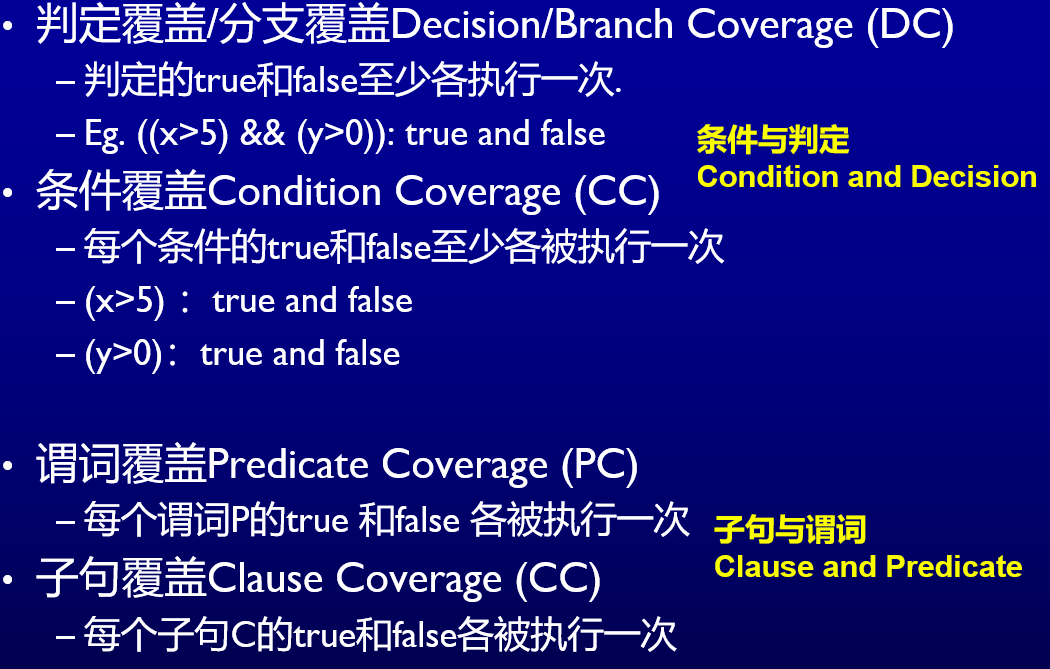 • 判定覆盖/分支覆盖Decision/Branch Coverage (DC)
– 判定的true和false至少各执行一次.
– Eg. ((x>5) && (y>0)): true and false
条件与判定
Condition and Decision
• 条件覆盖Condition Coverage (CC)
– 每个条件的true和false至少各被执行一次
– (x>5) ：true and false
– (y>0)：true and false
• 谓词覆盖Predicate Coverage (PC)
– 每个谓词P的true 和false 各被执行一次
子句与谓词
Clause and Predicate
• 子句覆盖Clause Coverage (CC)
– 每个子句C的true和false各被执行一次